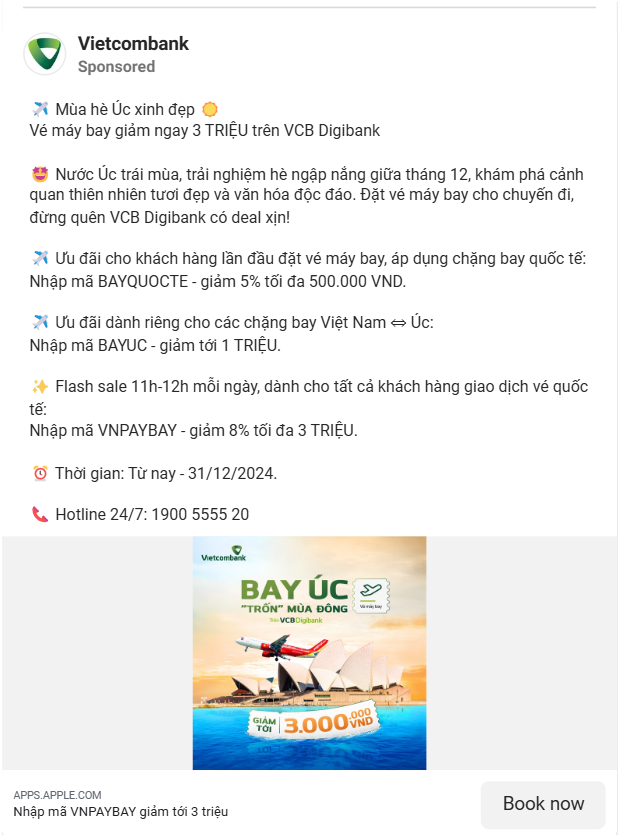 Vietcombank
Sponsored
✈️ Mùa hè Úc xinh đẹp 🌞
Vé máy bay giảm ngay 3 TRIỆU trên VCB Digibank
🤩 Nước Úc trái mùa, trải nghiệm hè ngập nắng giữa tháng 12, khám phá cảnh
quan thiên nhiên tươi đẹp và văn hóa độc đáo. Đặt vé máy bay cho chuyến đi,
đừng quên VCB Digibank có deal xịn!
✈️ Ưu đãi cho khách hàng lần đầu đặt vé máy bay, áp dụng chặng bay quốc tế:
Nhập mã BAYQUOCTE - giảm 5% tối đa 500.000 VND.
✈️ Ưu đãi dành riêng cho các chặng bay Việt Nam ⇔ Úc:
Nhập mã BAYUC - giảm tới 1 TRIỆU.
✨ Flash sale 11h-12h mỗi ngày, dành cho tất cả khách hàng giao dịch vé quốc
tế:
Nhập mã VNPAYBAY - giảm 8% tối đa 3 TRIỆU.
⏰ Thời gian: Từ nay - 31/12/2024.
📞 Hotline 24/7: 1900 5555 20
Vietcombank
BAY ÚC
"TRỐN" MÙA ĐÔNG
Vé máy bay
Trên VCBDigibank
GIẢM
TỚI
3.000.000
VND
APPS.APPLE.COM
Nhập mã VNPAYBAY giảm tới 3 triệu
Book now